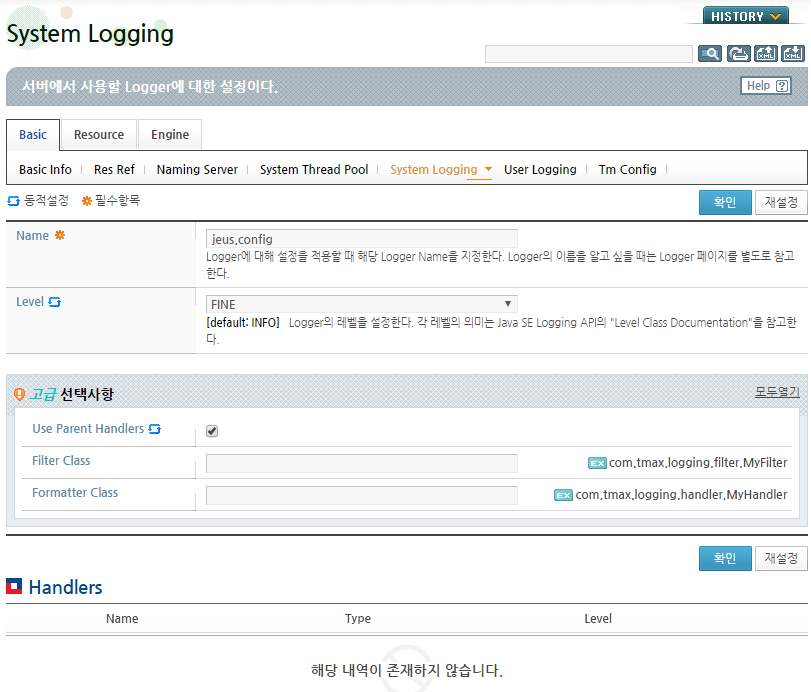 HISTORY
System Logging
XML
XML
서버에서 사용할 Logger에 대한 설정이다.
Help ?
Basic Resource Engine
Basic Info Res Ref Naming Server System Thread Pool System Logging User Logging Tm Config
동적설정 필수항목
확인 재설정
Name
jeus.config
Logger에 대해 설정을 적용할 때 해당 Logger Name을 지정한다. Logger의 이름을 알고 싶을 때는 Logger 페이지를 별도로 참고
한다.
Level
FINE
[default: INFO] Logger의 레벨을 설정한다. 각 레벨의 의미는 Java SE Logging API의 "Level Class Documentation"을 참고한
다.
고급 선택사항
모두열기
Use Parent Handlers
Filter Class
EX com.tmax.logging.filter.MyFilter
Formatter Class
EX com.tmax.logging.handler.MyHandler
확인 재설정
Handlers
Name Type Level
해당 내역이 존재하지 않습니다.